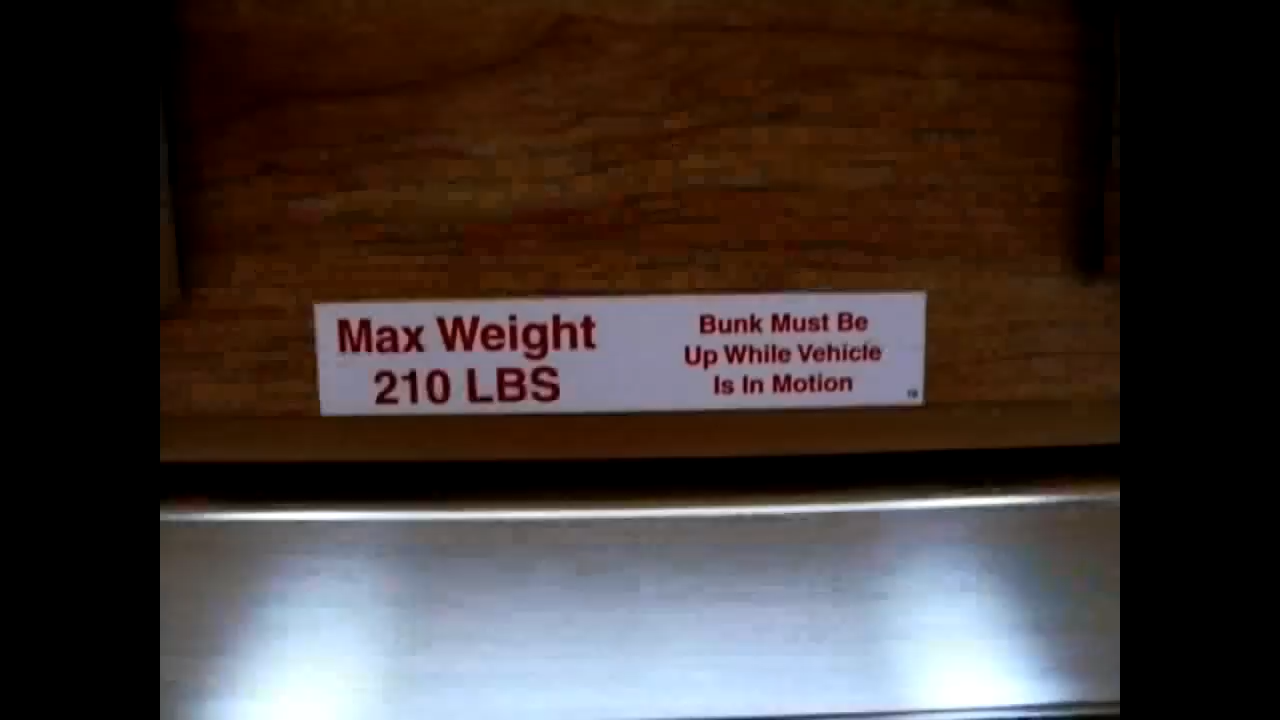 Max Weight
210 LBS
Bunk Must Be
Up While Vehicle
Is In Motion